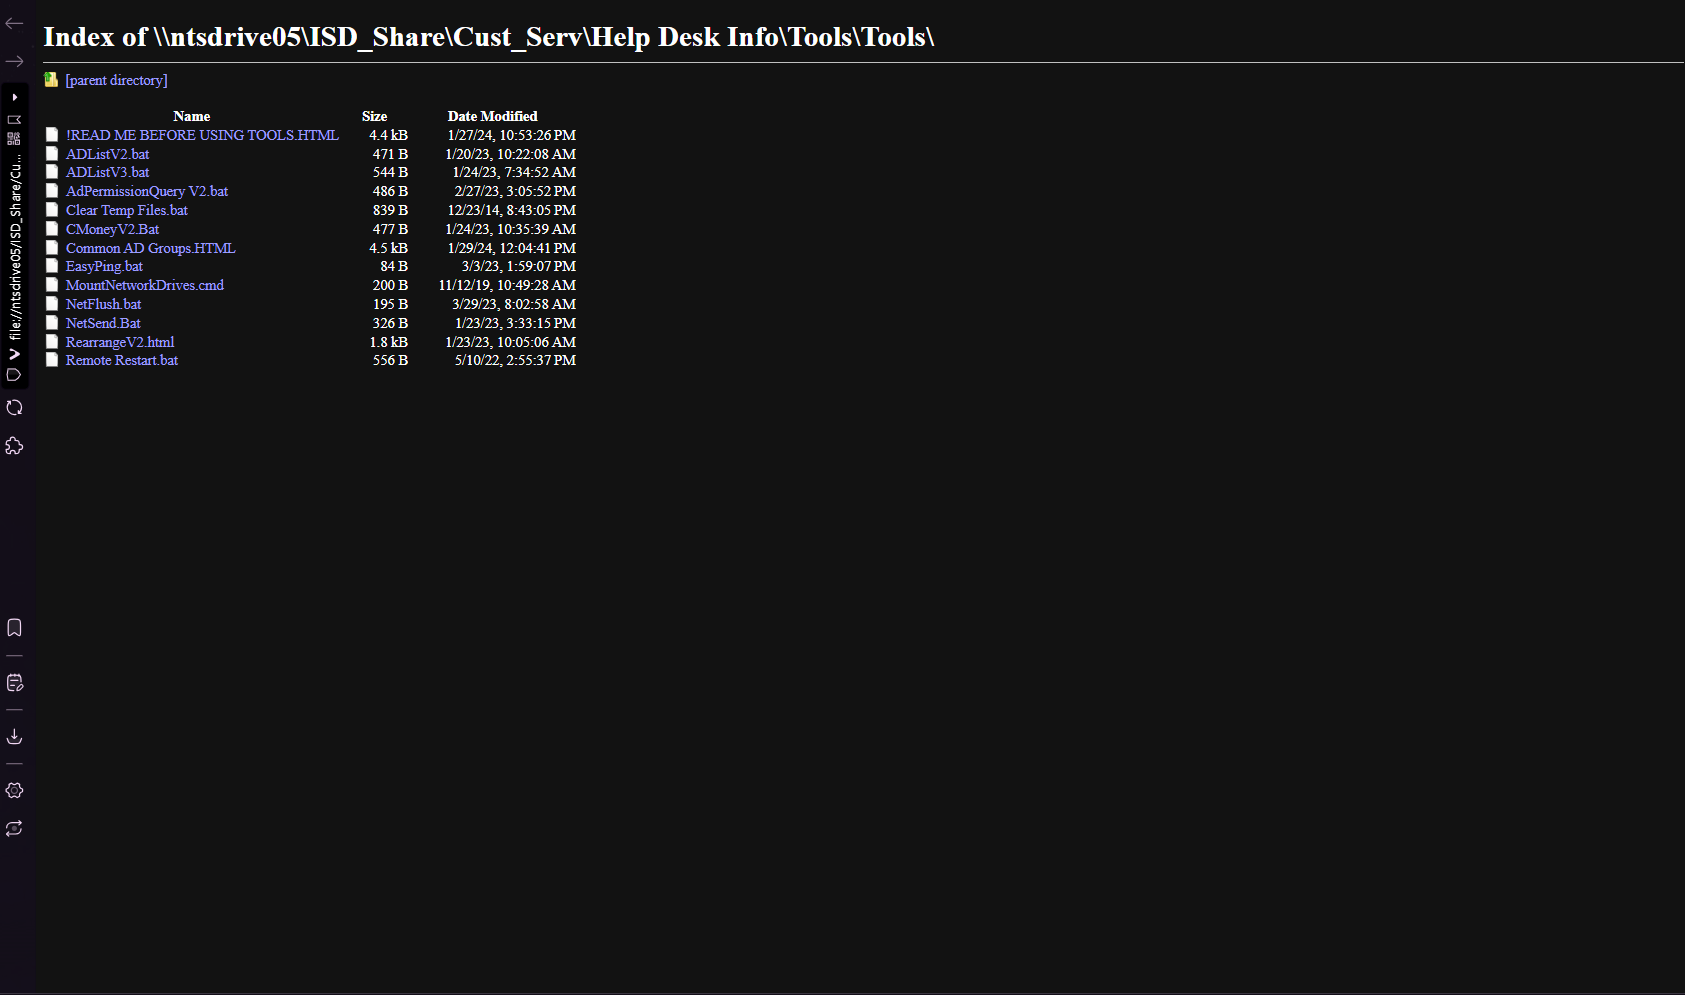 Index of \\ntsdrive05\ISD_Share\Cust_Serv\Help Desk Info\Tools\Tools\
[parent directory]
Name Size Date Modified
!READ ME BEFORE USING TOOLS.HTML 4.4 kB 1/27/24, 10:53:26 PM
ADListV2.bat 471 B 1/20/23, 10:22:08 AM
ADListV3.bat 544 B 1/24/23, 7:34:52 AM
AdPermissionQuery V2.bat 486 B 2/27/23, 3:05:52 PM
Clear Temp Files.bat 839 B 12/23/14, 8:43:05 PM
CMoneyV2.Bat 477 B 1/24/23, 10:35:39 AM
Common AD Groups.HTML 4.5 kB 1/29/24, 12:04:41 PM
EasyPing.bat 84 B 3/3/23, 1:59:07 PM
MountNetworkDrives.cmd 200 B 11/12/19, 10:49:28 AM
NetFlush.bat 195 B 3/29/23, 8:02:58 AM
NetSend.Bat 326 B 1/23/23, 3:33:15 PM
RearrangeV2.html 1.8 kB 1/23/23, 10:05:06 AM
Remote Restart.bat 556 B 5/10/22, 2:55:37 PM
file://ntsdrive05/ISD_Share/Cu...